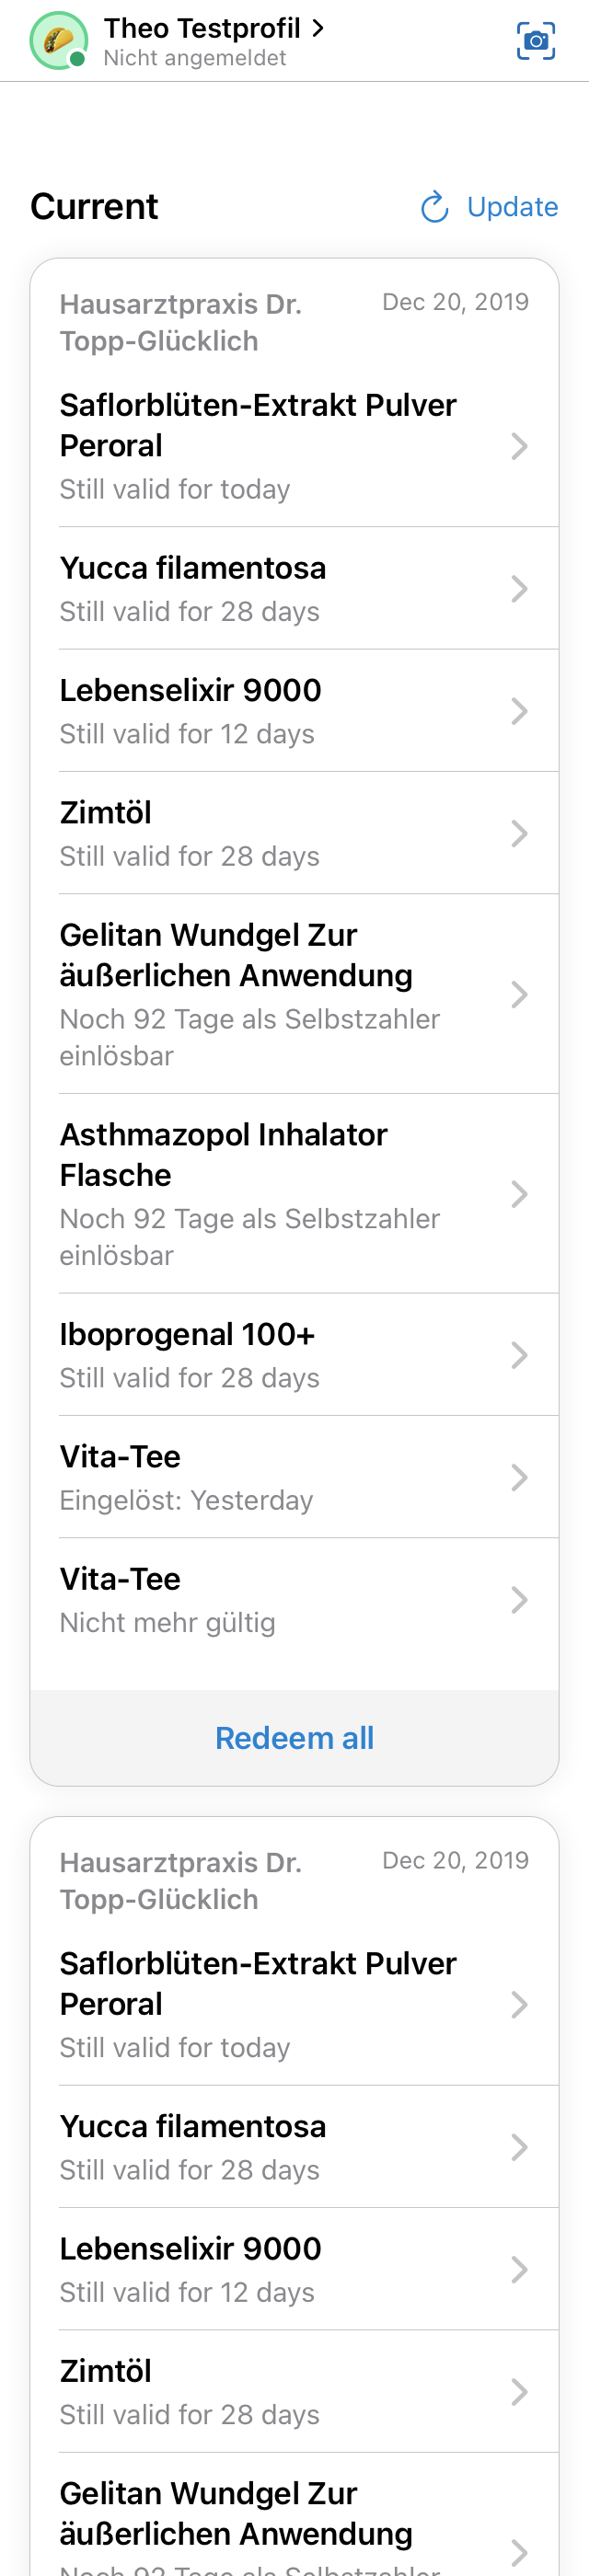 Theo Testprofil
Nicht angemeldet
Current
Update
Hausarztpraxis Dr.
Topp-Glücklich
Dec 20, 2019
Saflorblüten-Extrakt Pulver
Peroral
Still valid for today
Yucca filamentosa
Still valid for 28 days
Lebenselixir 9000
Still valid for 12 days
Zimtöl
Still valid for 28 days
Gelitan Wundgel Zur
äußerlichen Anwendung
Noch 92 Tage als Selbstzahler
einlösbar
Asthmazopol Inhalator
Flasche
Noch 92 Tage als Selbstzahler
einlösbar
Iboprogenal 100+
Still valid for 28 days
Vita-Tee
Eingelöst: Yesterday
Vita-Tee
Nicht mehr gültig
Redeem all
Hausarztpraxis Dr.
Topp-Glücklich
Dec 20, 2019
Saflorblüten-Extrakt Pulver
Peroral
Still valid for today
Yucca filamentosa
Still valid for 28 days
Lebenselixir 9000
Still valid for 12 days
Zimtöl
Still valid for 28 days
Gelitan Wundgel Zur
äußerlichen Anwendung
Noch 92 Tage als Selbstzahler